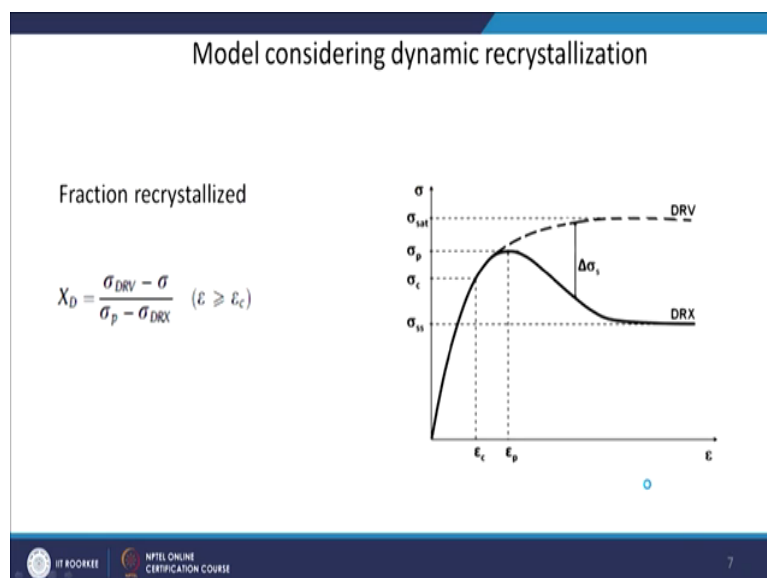 Model considering dynamic recrystallization
Fraction recrystallized
X_D = (σ_DRV − σ) / (σ_p − σ_DRX) (ε ⩾ ε_c)
σ
σ_sat
σ_p
σ_c
σ_ss
DRV
Δσ_s
DRX
ε_c ε_p ε
IIT ROORKEE
NPTEL ONLINE
CERTIFICATION COURSE
7